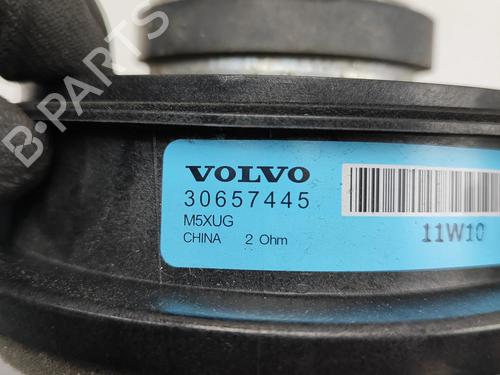 B-PARTS
VOLVO
30657445
M5XUG
CHINA 2 Ohm
11W10